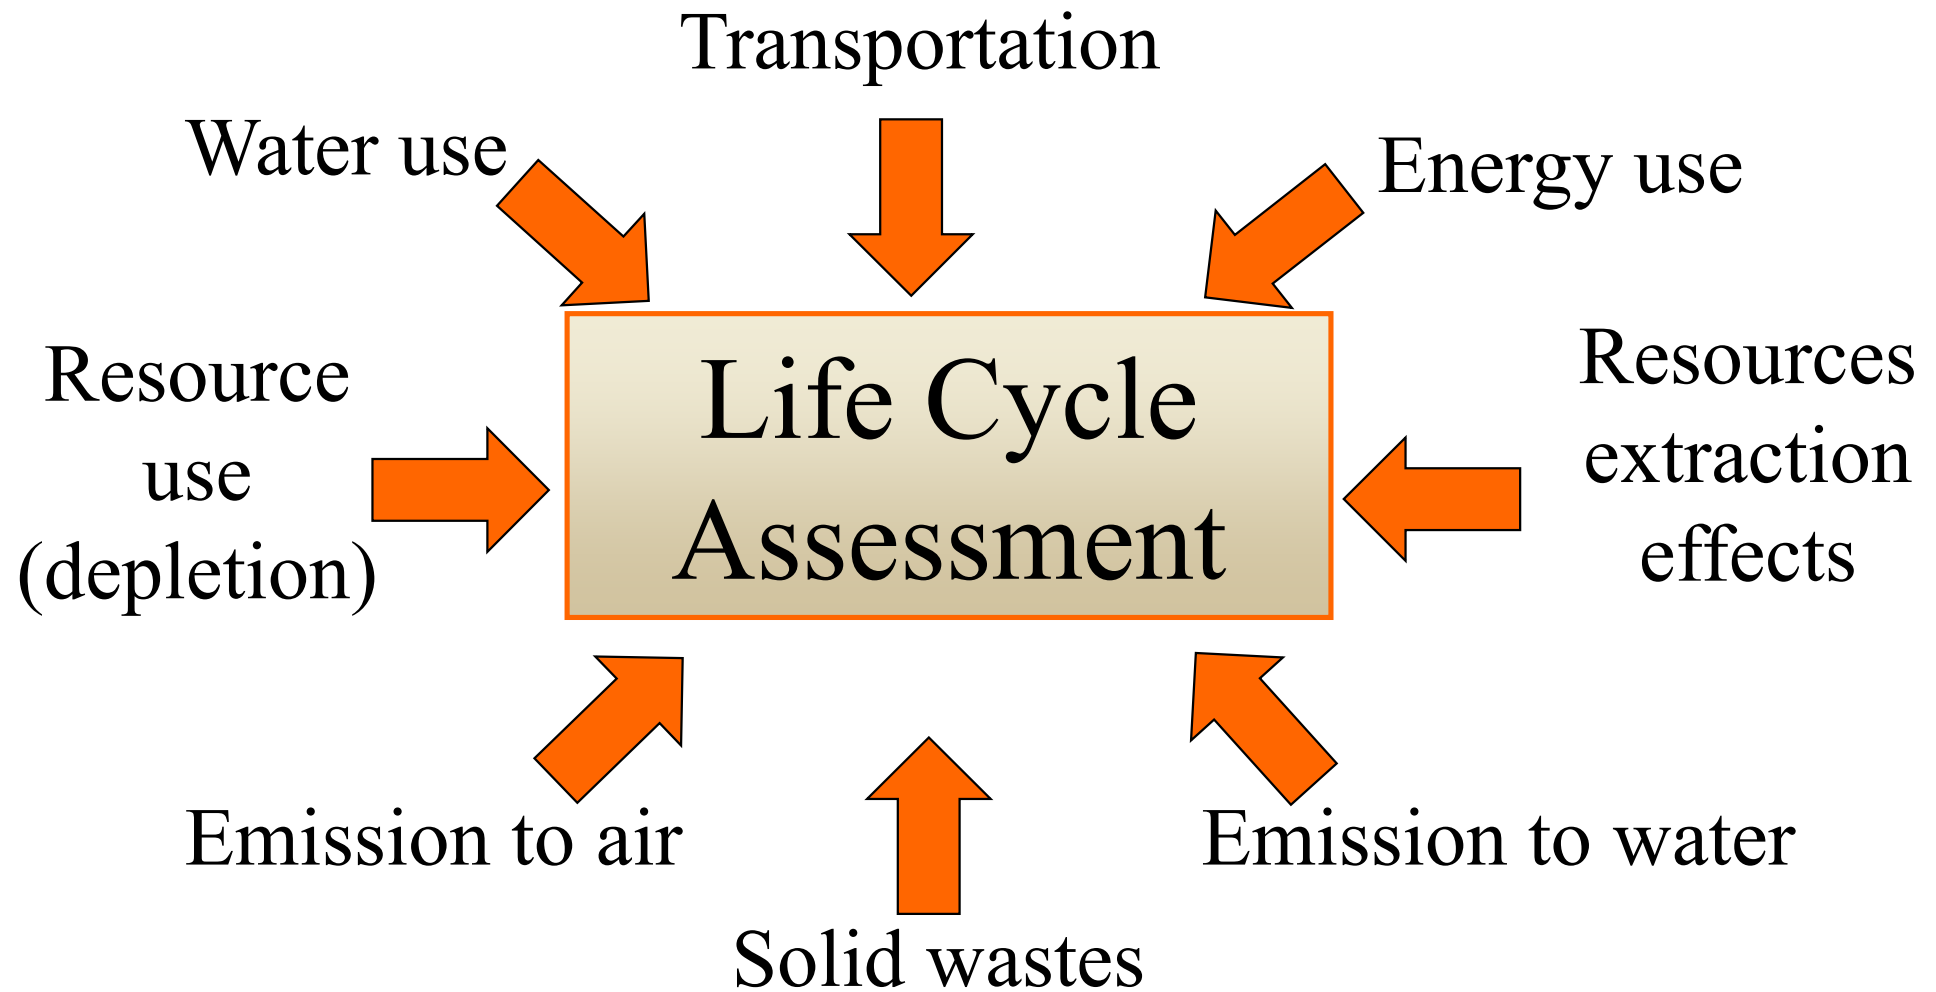 Transportation
Water use
Energy use
Resource
use
(depletion)
Life Cycle
Assessment
Resources
extraction
effects
Emission to air
Emission to water
Solid wastes